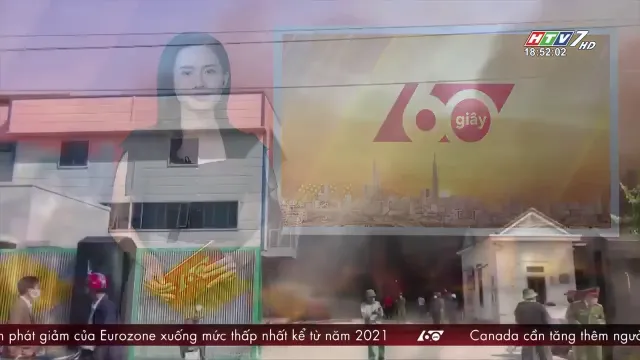 HTV7 HD
18:52:02
60 giây
phát giảm của Eurozone xuống mức thấp nhất kể từ năm 2021 60 Canada cần tăng thêm